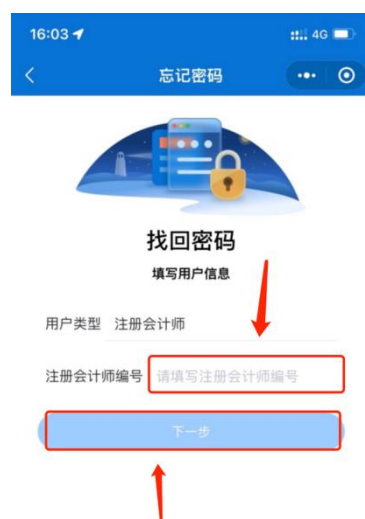 16:03 4G
忘记密码
找回密码
填写用户信息
用户类型 注册会计师
注册会计师编号 请填写注册会计师编号
下一步